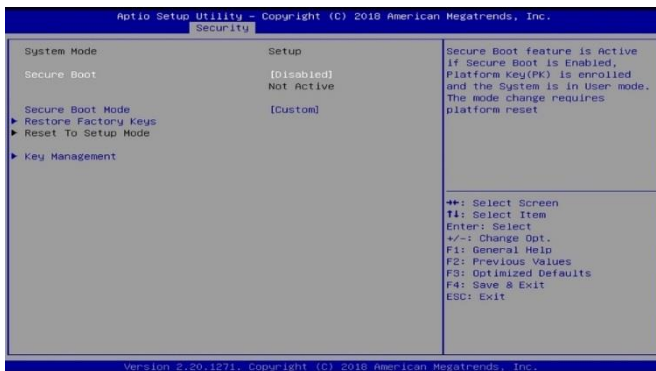 Aptio Setup Utility – Copyright (C) 2018 American Megatrends, Inc.
Security
System Mode Setup
Secure Boot [Disabled]
Not Active
Secure Boot Mode [Custom]
Restore Factory Keys
Reset To Setup Mode
Key Management
Secure Boot feature is Active
if Secure Boot is Enabled,
Platform Key(PK) is enrolled
and the System is in User mode.
The mode change requires
platform reset
→←: Select Screen
↑↓: Select Item
Enter: Select
+/-: Change Opt.
F1: General Help
F2: Previous Values
F3: Optimized Defaults
F4: Save & Exit
ESC: Exit
Version 2.20.1271. Copyright (C) 2018 American Megatrends, Inc.